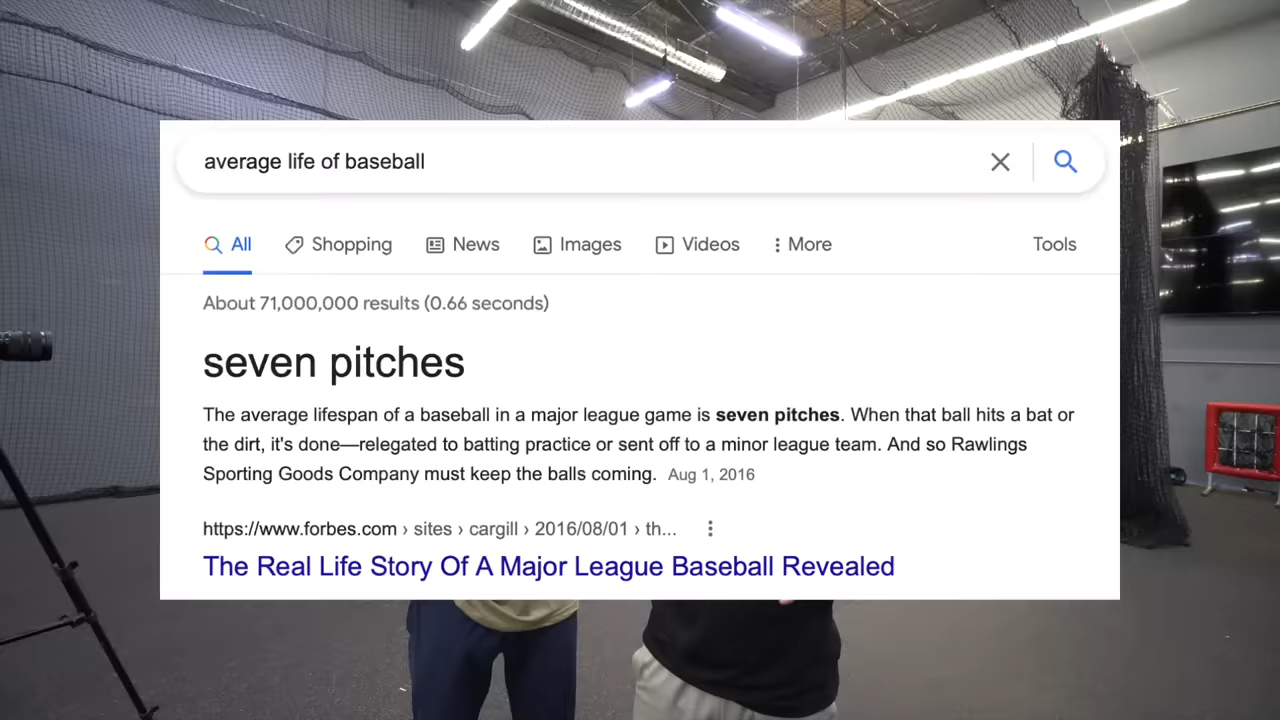 average life of baseball
All Shopping News Images Videos More Tools
About 71,000,000 results (0.66 seconds)
seven pitches
The average lifespan of a baseball in a major league game is seven pitches. When that ball hits a bat or
the dirt, it's done—relegated to batting practice or sent off to a minor league team. And so Rawlings
Sporting Goods Company must keep the balls coming. Aug 1, 2016
https://www.forbes.com › sites › cargill › 2016/08/01 › th...
The Real Life Story Of A Major League Baseball Revealed